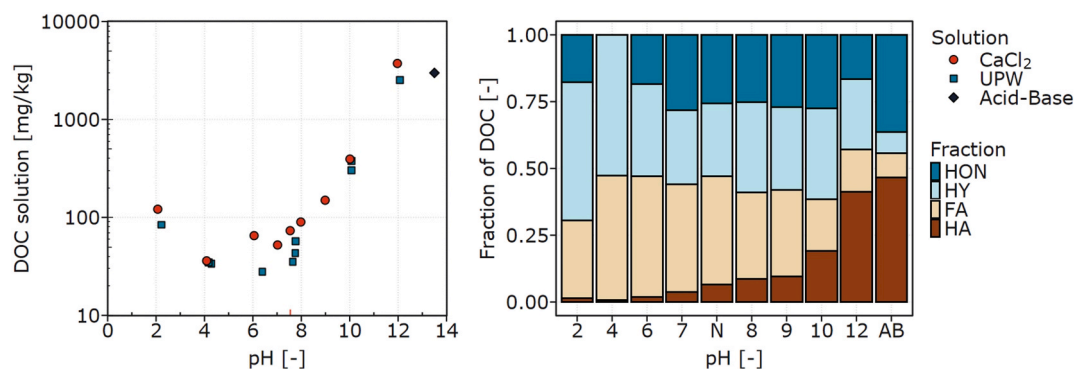 10000
1000
100
10
DOC solution [mg/kg]
0
2
4
6
8
10
12
14
pH [-]
1.00
0.75
0.50
0.25
0.00
Fraction of DOC [-]
2
4
6
7
N
8
9
10
12
AB
pH [-]
Solution
CaCl₂
UPW
Acid-Base
Fraction
HON
HY
FA
HA